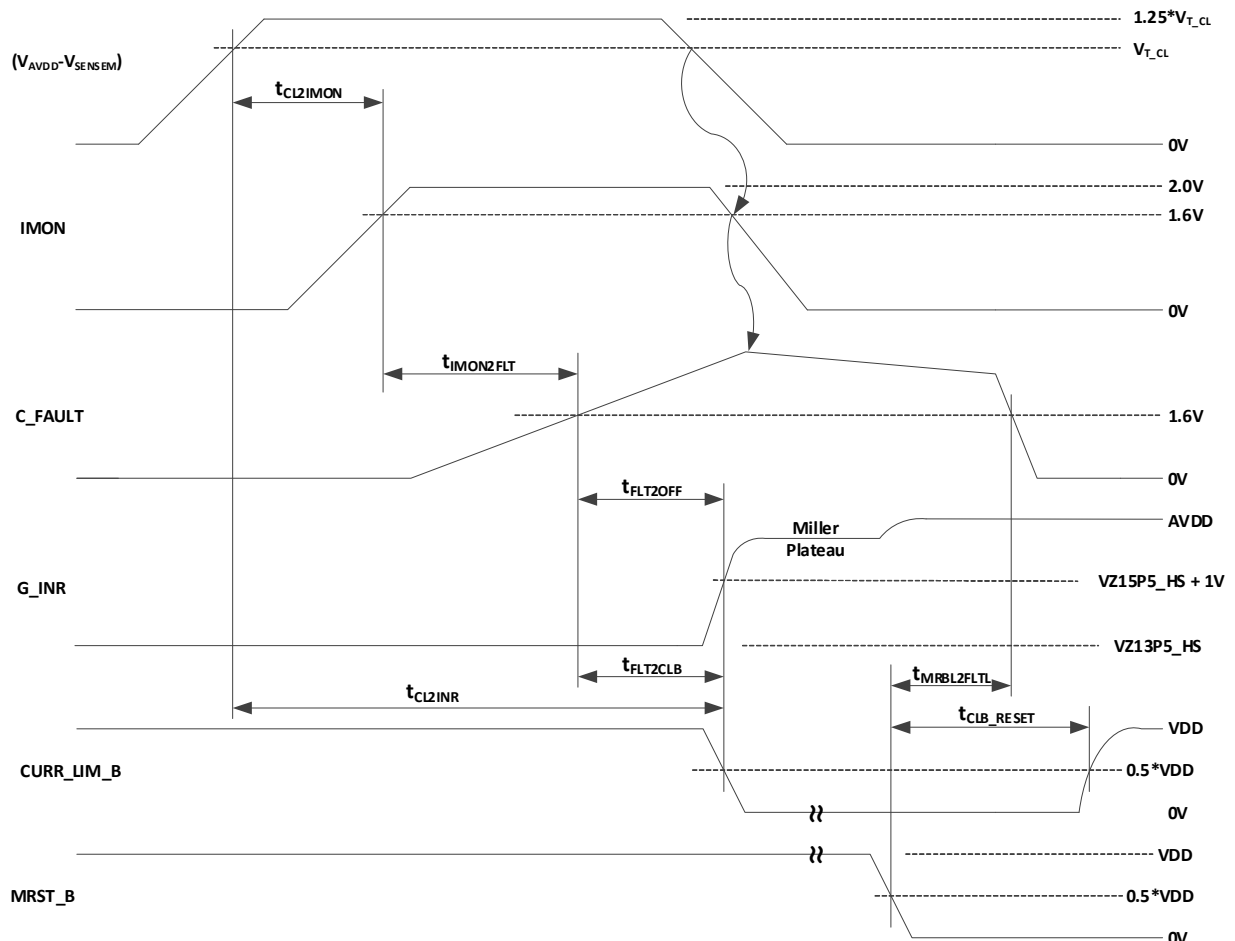 1.25*VT_CL
(VAVDD-VSENSEM)
VT_CL
tCL2IMON
0V
2.0V
IMON
1.6V
0V
tIMON2FLT
C_FAULT
1.6V
0V
tFLT2OFF
AVDD
Miller
Plateau
G_INR
VZ15P5_HS + 1V
VZ13P5_HS
tFLT2CLB
tMRBL2FLTL
tCL2INR
tCLB_RESET
VDD
CURR_LIM_B
0.5*VDD
0V
VDD
MRST_B
0.5*VDD
0V